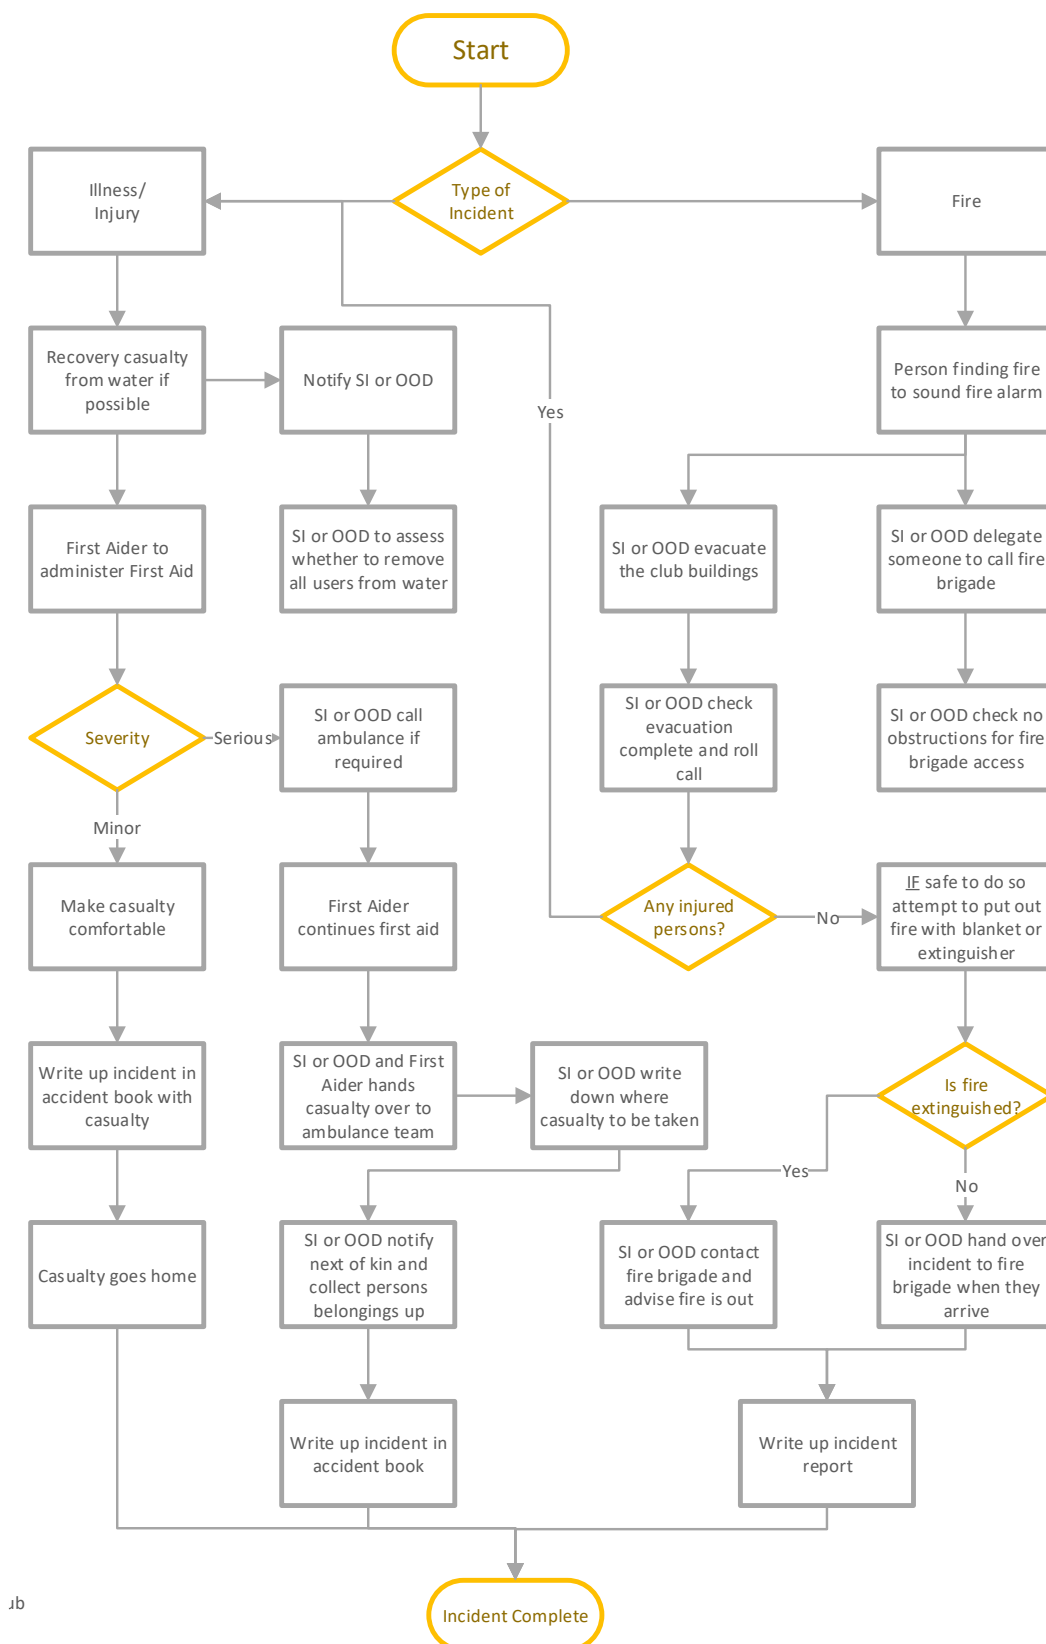 Start
Type of
Incident
Illness/
Injury
Fire
Recovery casualty
from water if
possible
Notify SI or OOD
Person finding fire
to sound fire alarm
Yes
First Aider to
administer First Aid
SI or OOD to assess
whether to remove
all users from water
SI or OOD evacuate
the club buildings
SI or OOD delegate
someone to call fire
brigade
Severity
Serious
SI or OOD call
ambulance if
required
SI or OOD check
evacuation
complete and roll
call
SI or OOD check no
obstructions for fire
brigade access
Minor
Make casualty
comfortable
First Aider
continues first aid
Any injured
persons?
No
IF safe to do so
attempt to put out
fire with blanket or
extinguisher
Write up incident in
accident book with
casualty
SI or OOD and First
Aider hands
casualty over to
ambulance team
SI or OOD write
down where
casualty to be taken
Is fire
extinguished?
Yes
No
Casualty goes home
SI or OOD notify
next of kin and
collect persons
belongings up
SI or OOD contact
fire brigade and
advise fire is out
SI or OOD hand over
incident to fire
brigade when they
arrive
Write up incident in
accident book
Write up incident
report
Incident Complete